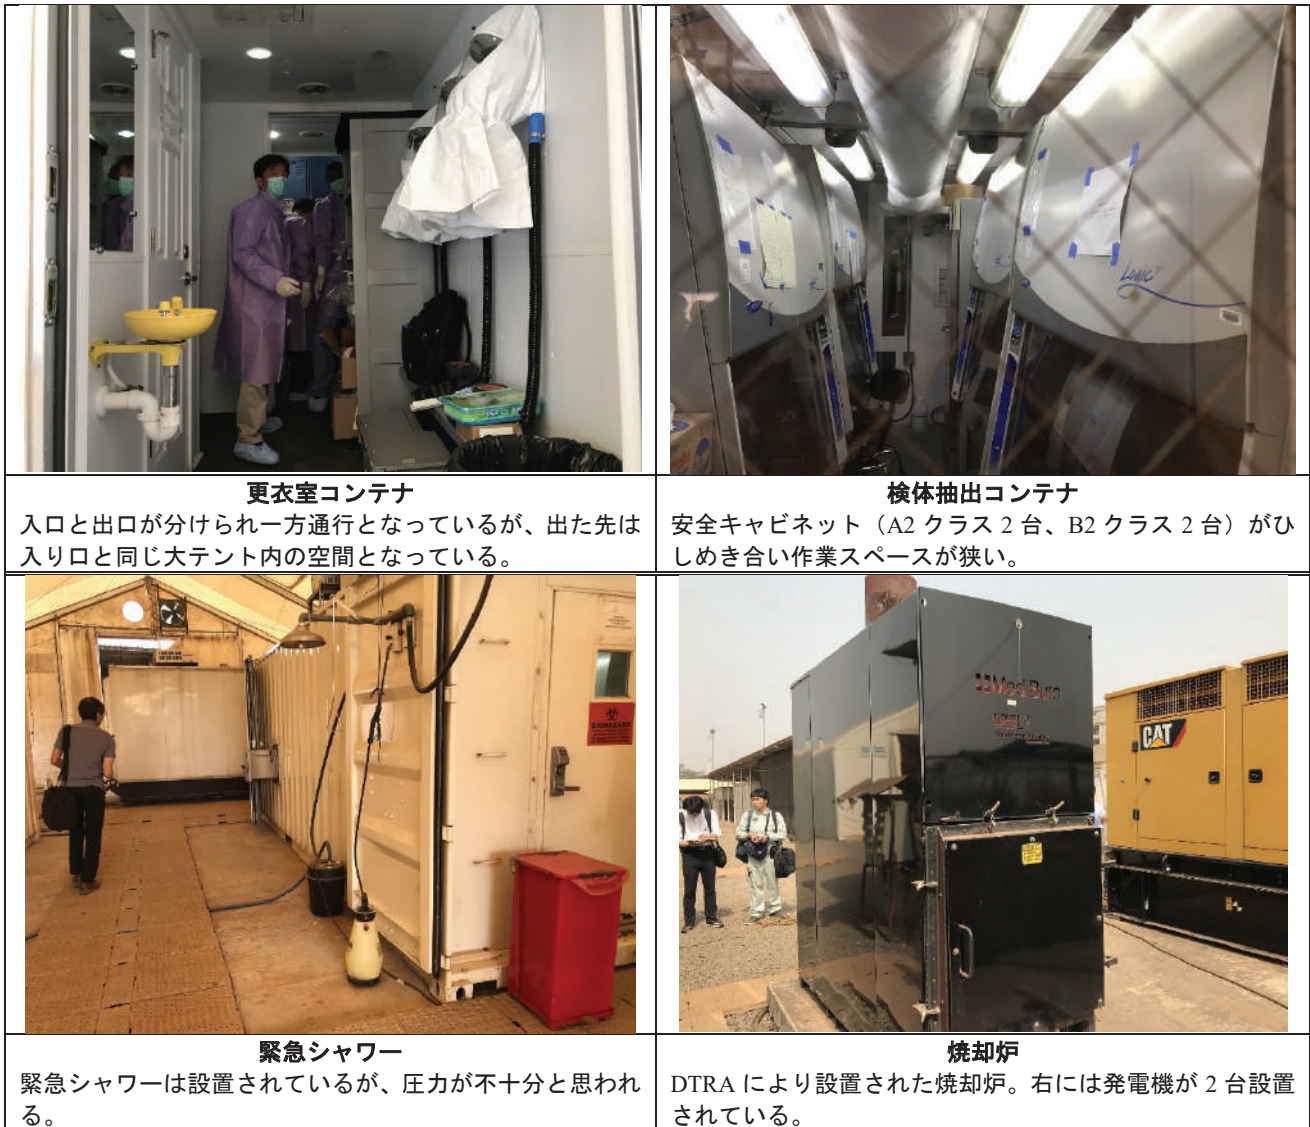 Logic+
更衣室コンテナ
入口と出口が分けられ一方通行となっているが、出た先は
入り口と同じ大テント内の空間となっている。
検体抽出コンテナ
安全キャビネット（A2 クラス 2 台、B2 クラス 2 台）がひ
しめき合い作業スペースが狭い。
BIOHAZARD
MediBurn
CAT
緊急シャワー
緊急シャワーは設置されているが、圧力が不十分と思われ
る。
焼却炉
DTRA により設置された焼却炉。右には発電機が 2 台設置
されている。